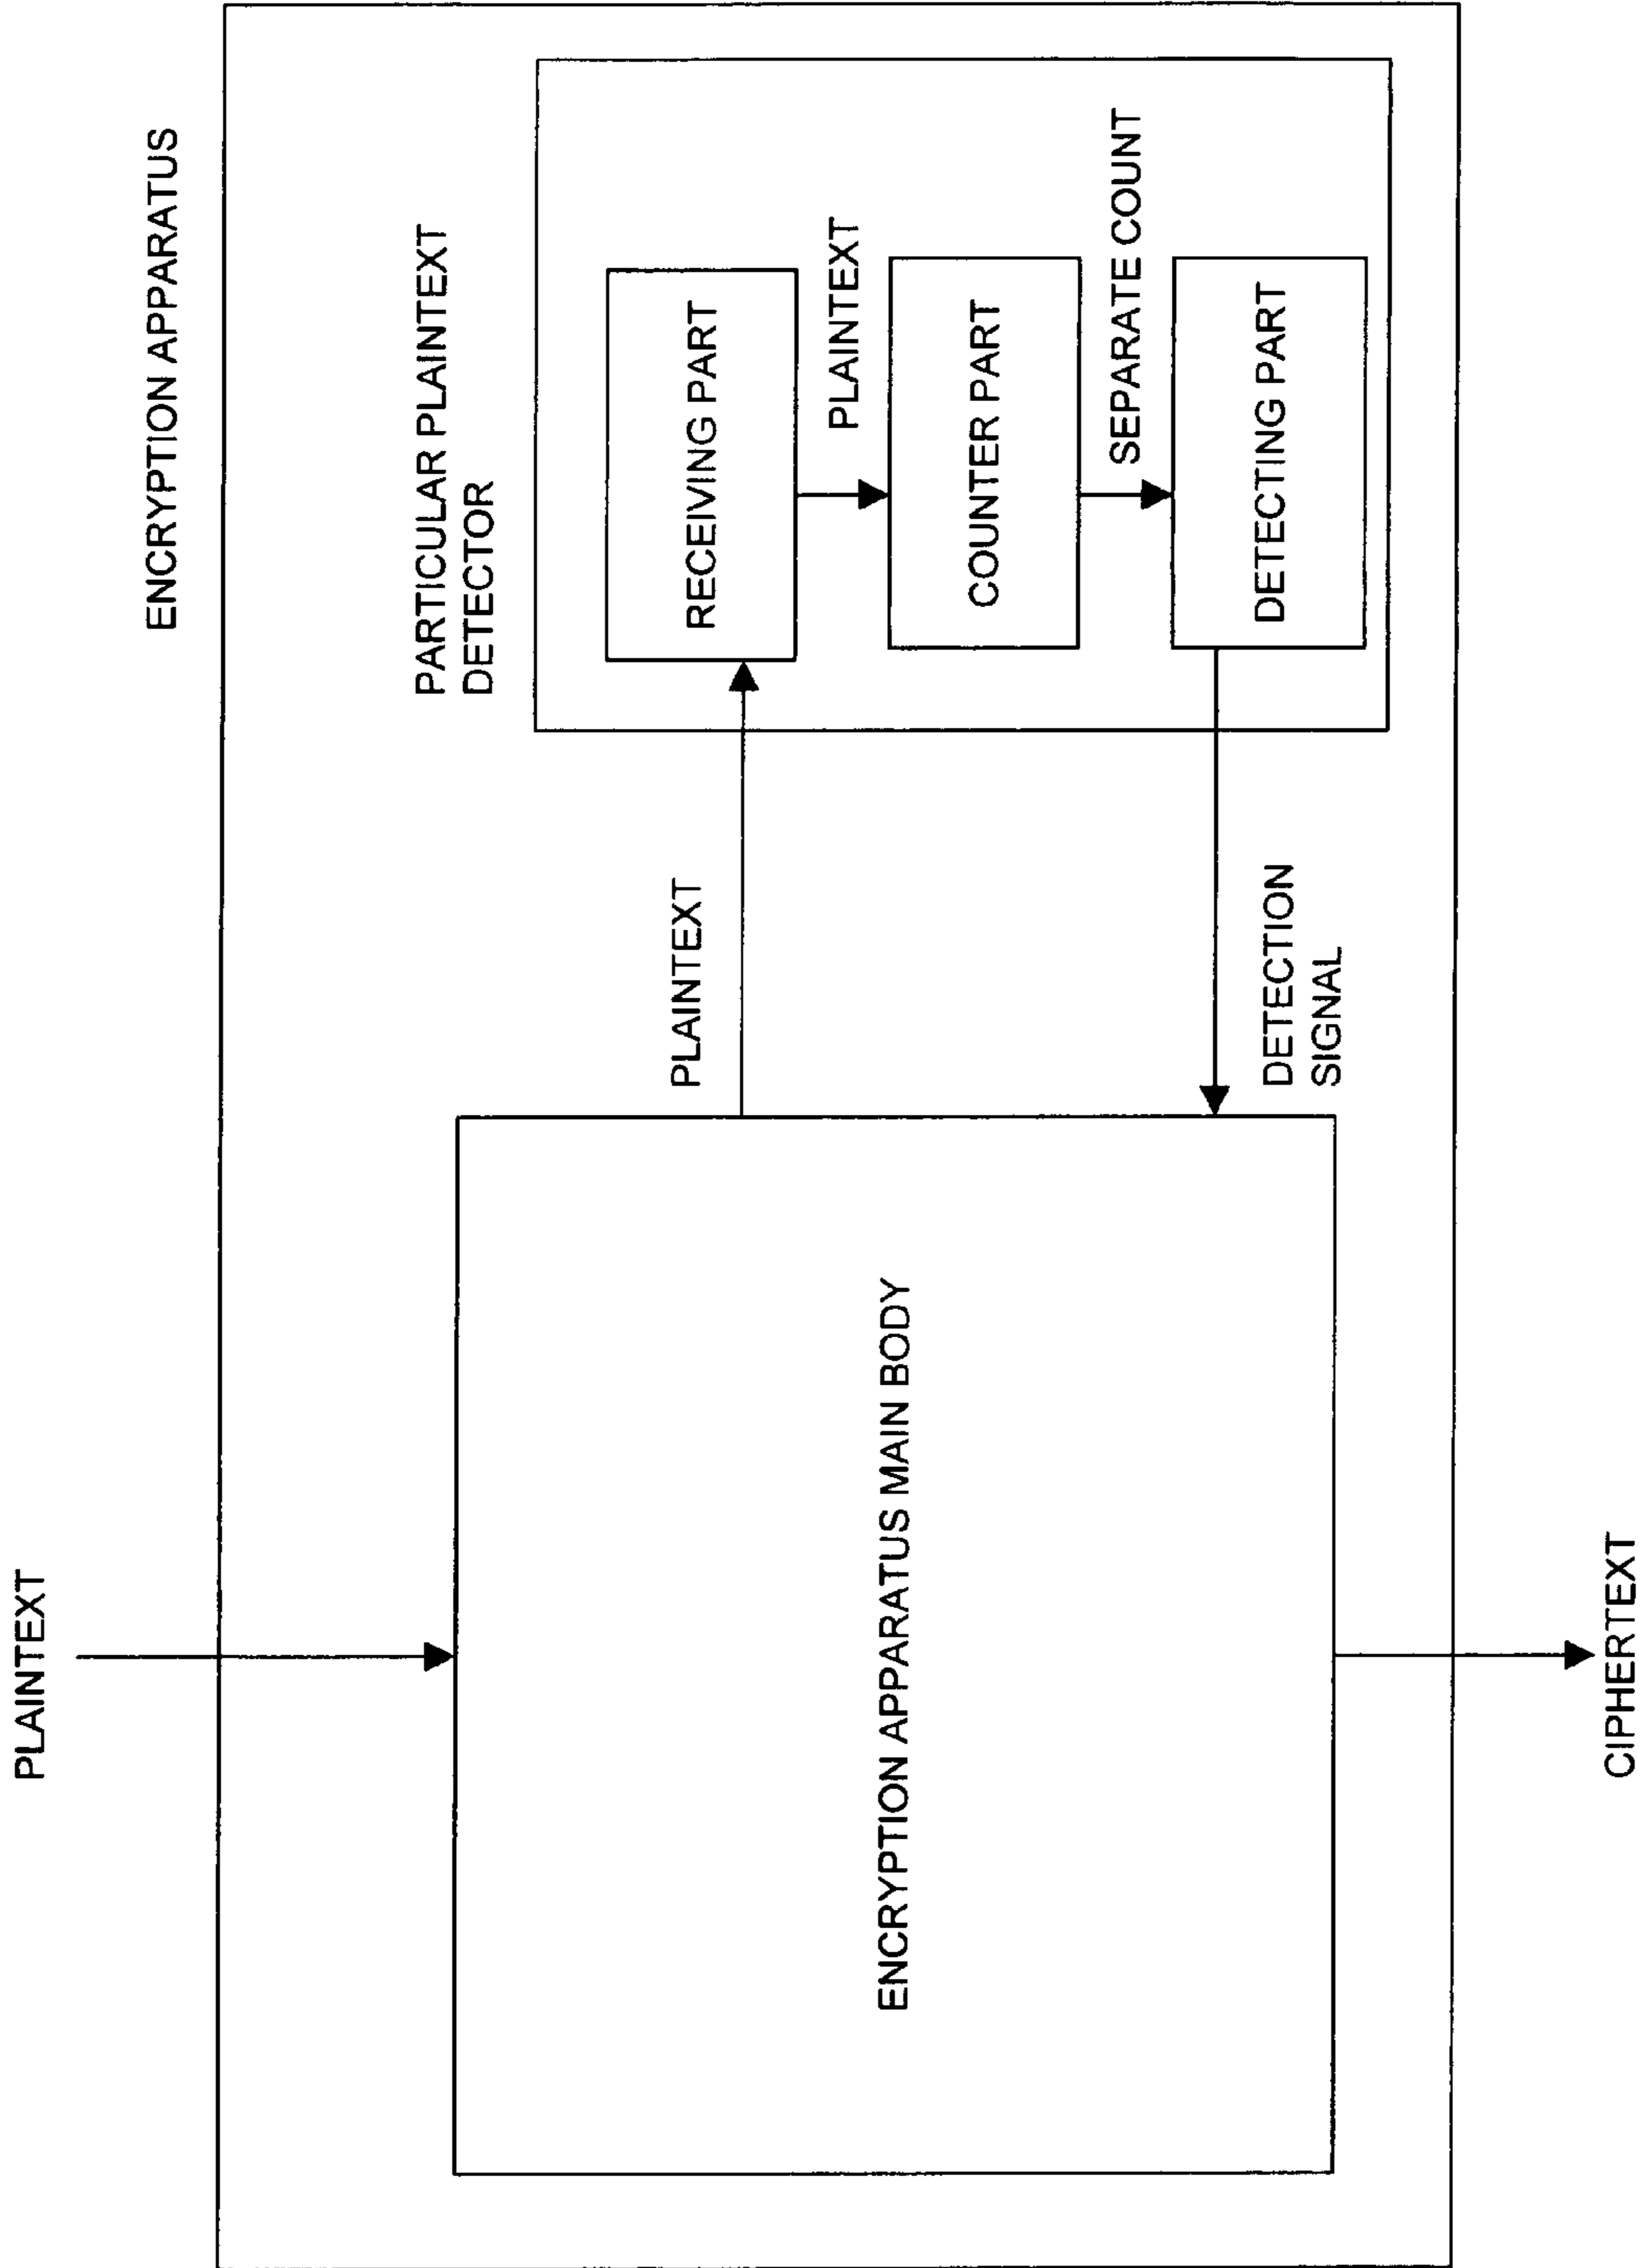 PLAINTEXT
ENCRYPTION APPARATUS
PARTICULAR PLAINTEXT
DETECTOR
PLAINTEXT
RECEIVING PART
PLAINTEXT
COUNTER PART
SEPARATE COUNT
DETECTING PART
DETECTION
SIGNAL
ENCRYPTION APPARATUS MAIN BODY
CIPHERTEXT